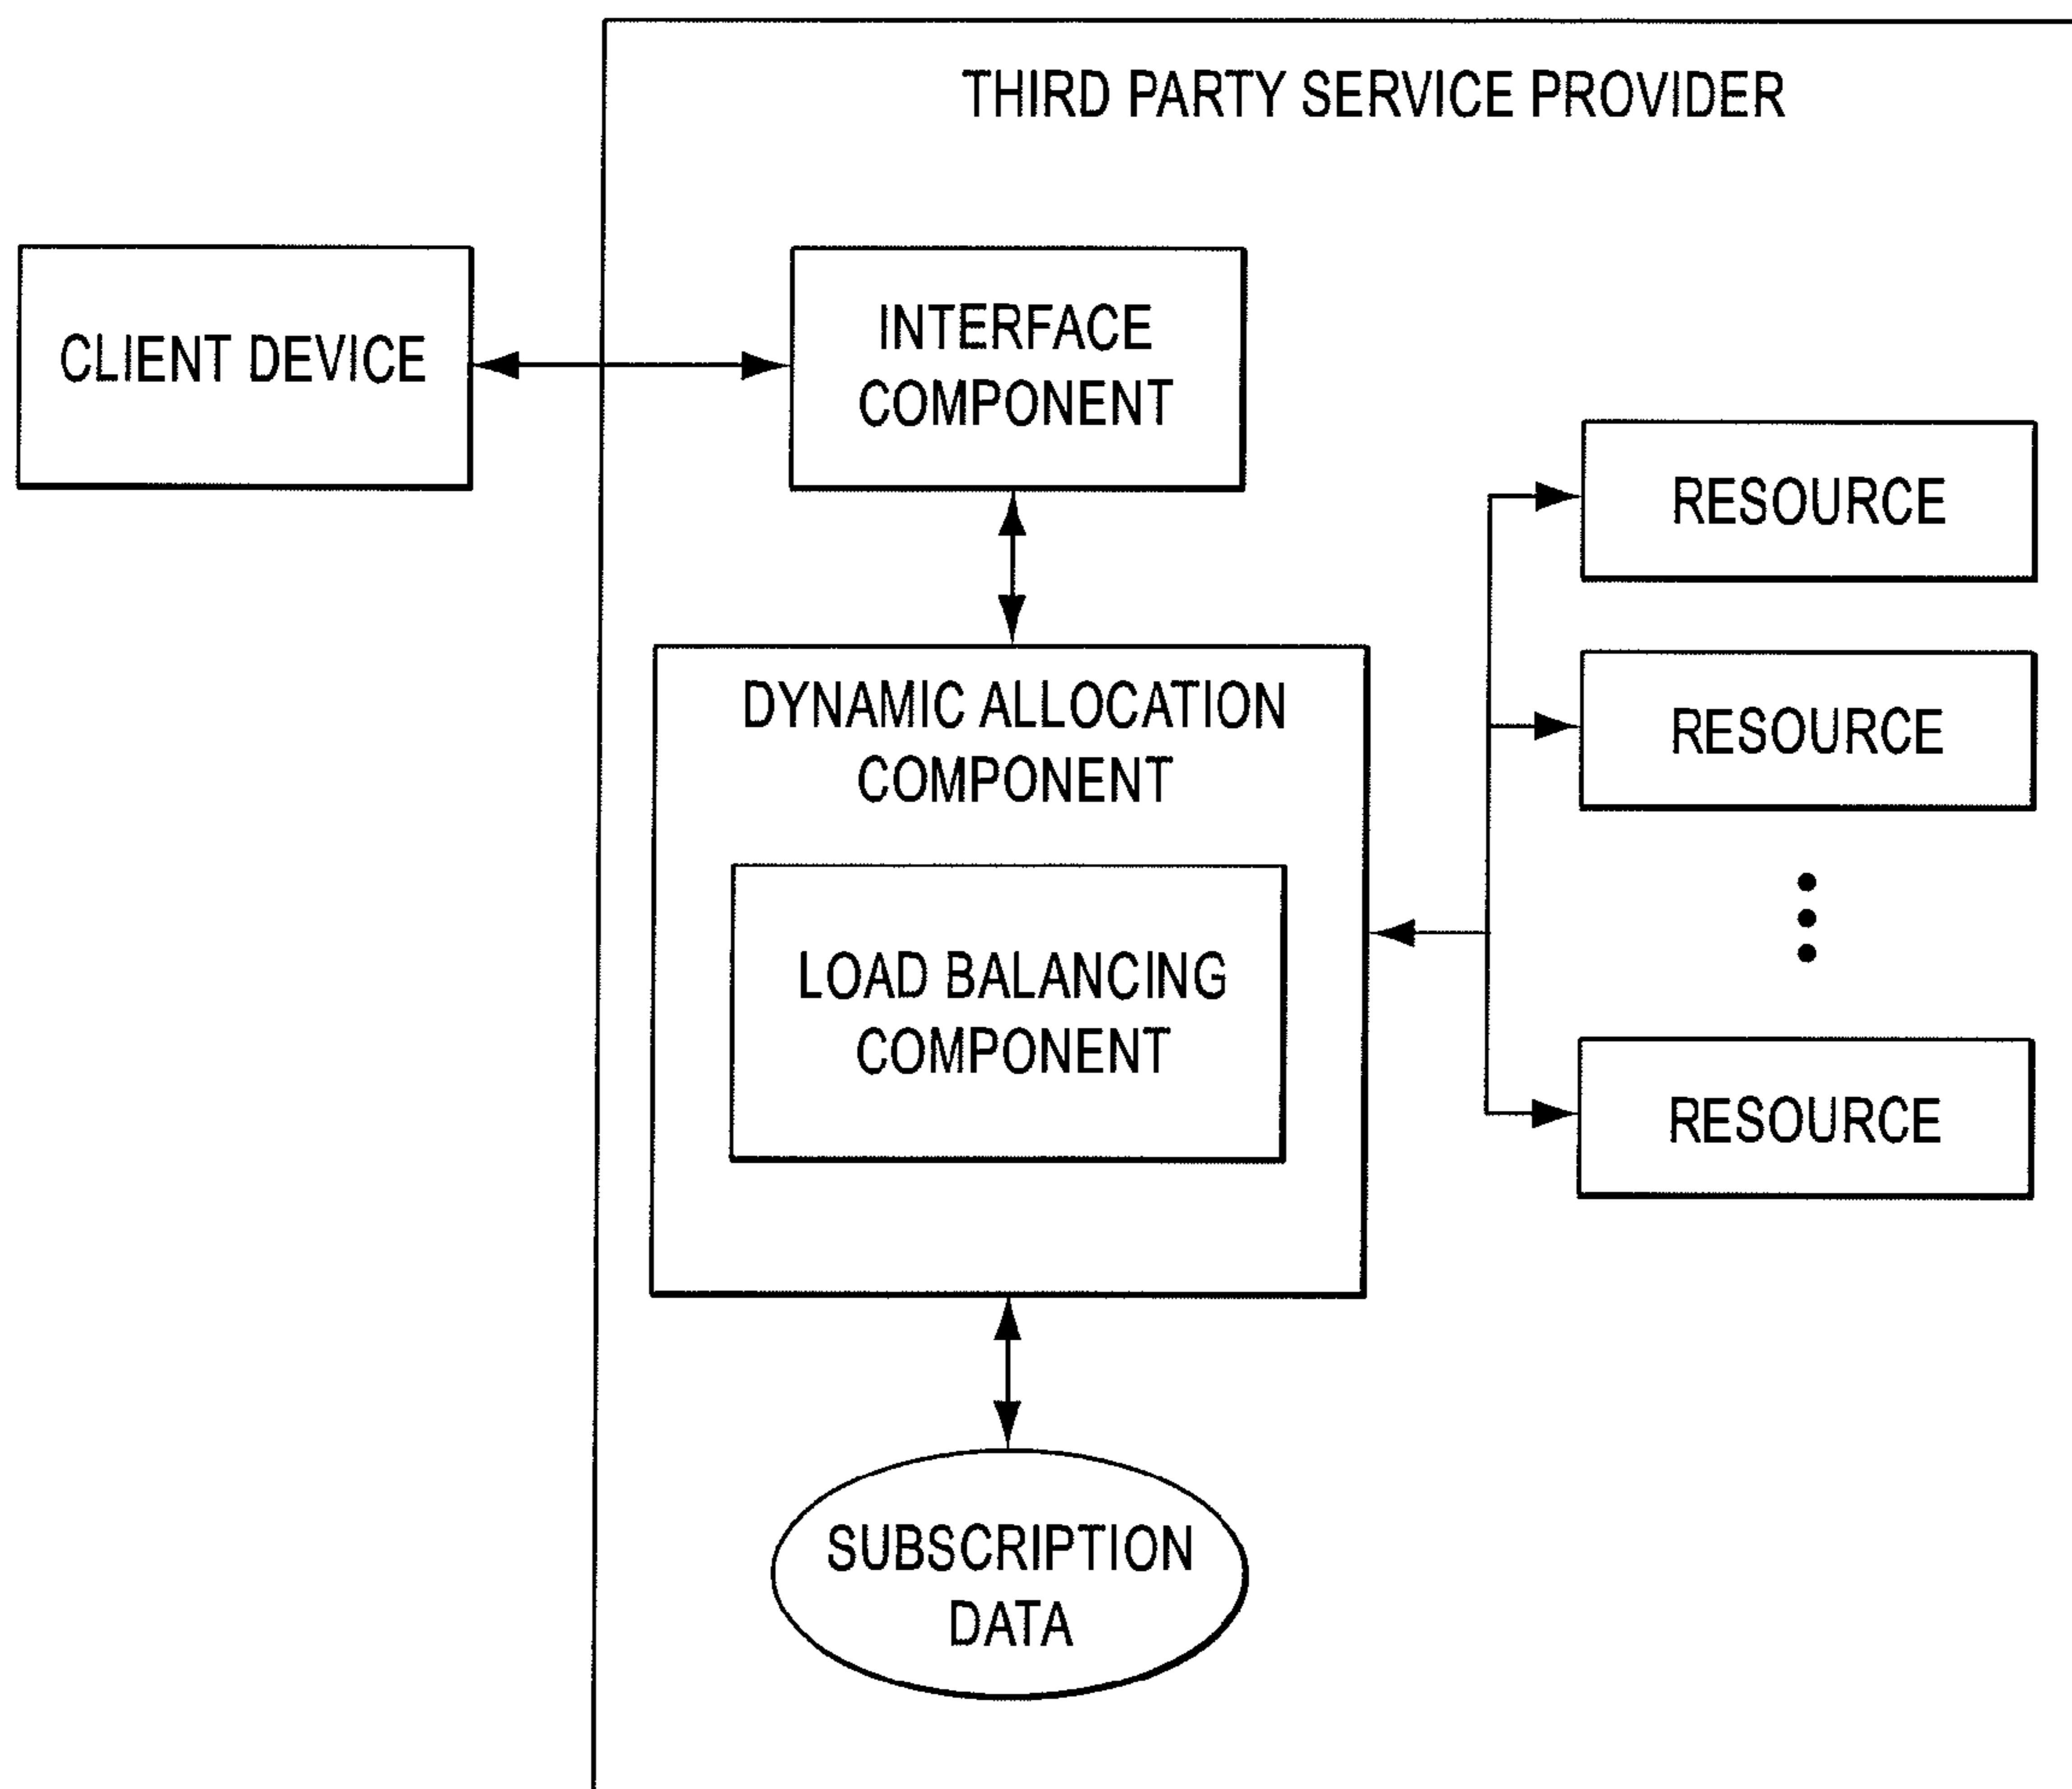 THIRD PARTY SERVICE PROVIDER
CLIENT DEVICE
INTERFACE
COMPONENT
RESOURCE
RESOURCE
RESOURCE
DYNAMIC ALLOCATION
COMPONENT
LOAD BALANCING
COMPONENT
SUBSCRIPTION
DATA